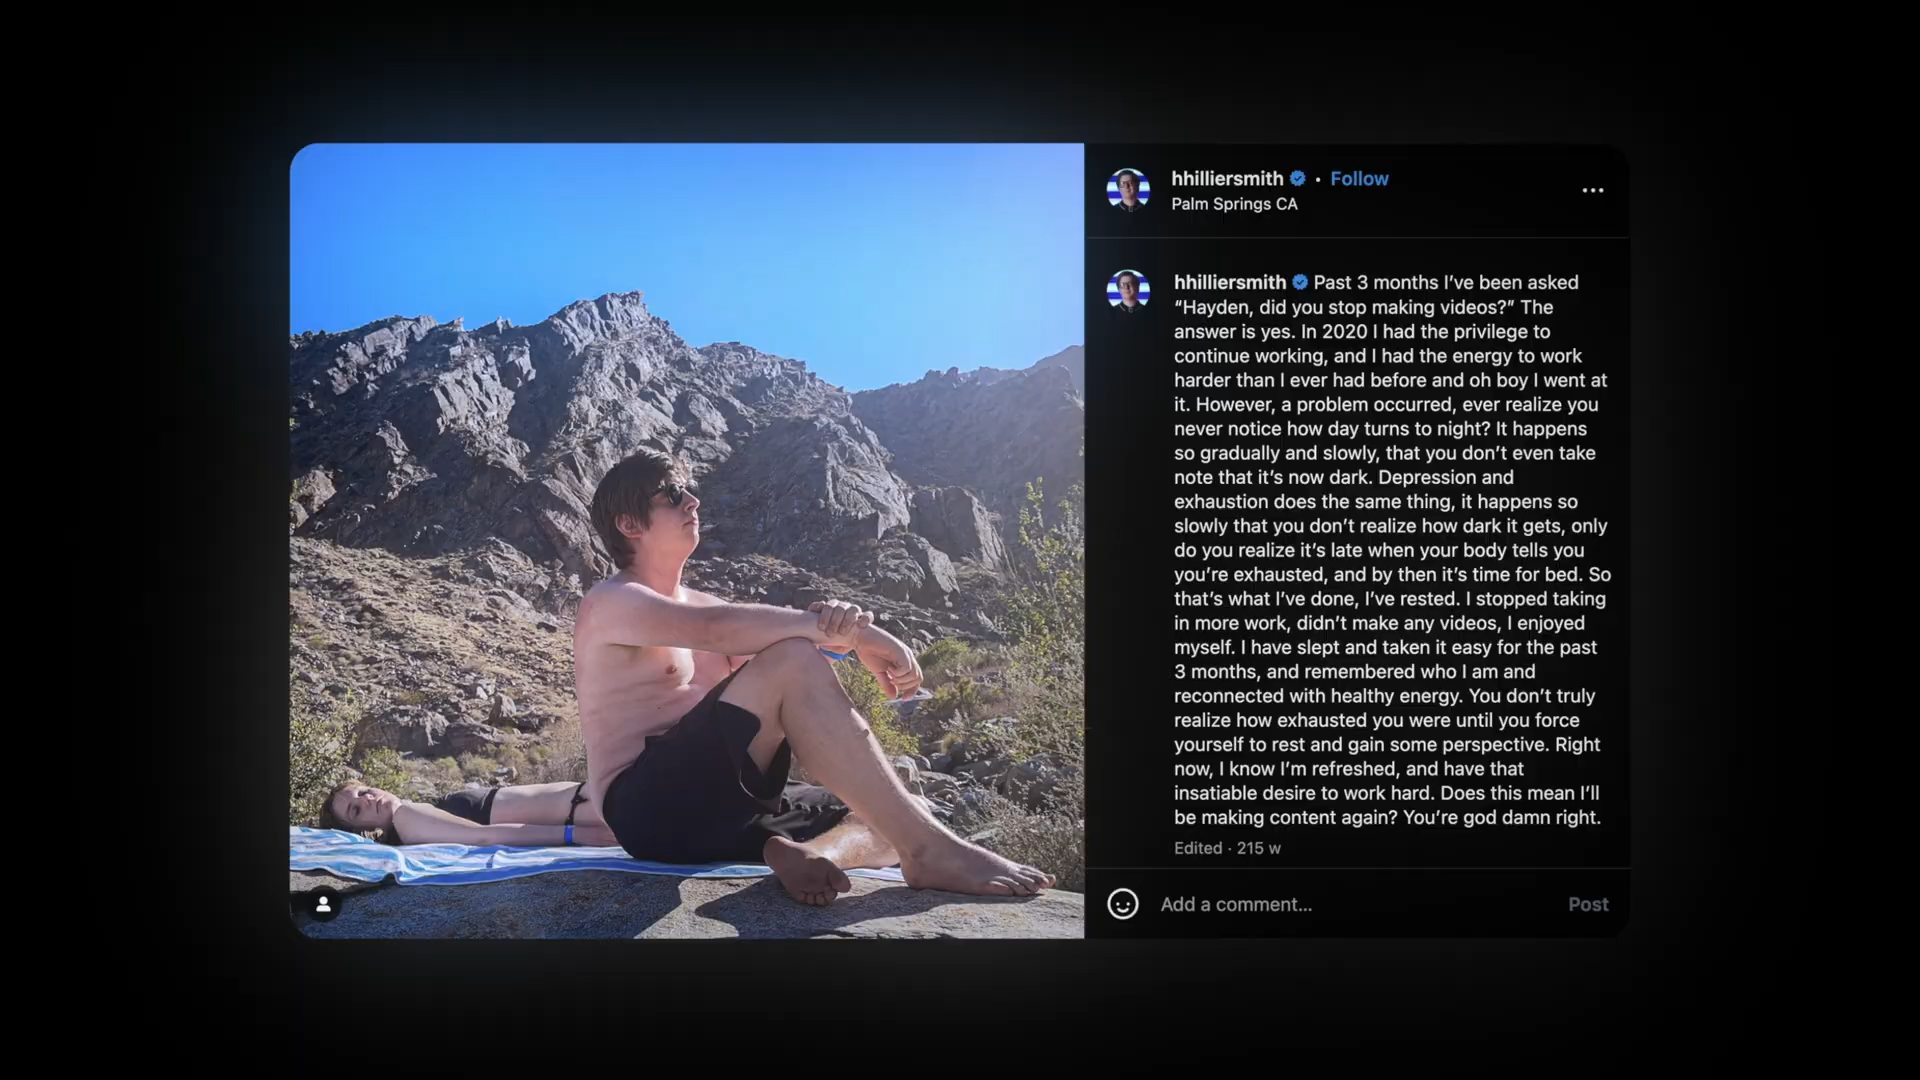 hhilliersmith • Follow
Palm Springs CA
hhilliersmith Past 3 months I’ve been asked
“Hayden, did you stop making videos?” The
answer is yes. In 2020 I had the privilege to
continue working, and I had the energy to work
harder than I ever had before and oh boy I went at
it. However, a problem occurred, ever realize you
never notice how day turns to night? It happens
so gradually and slowly, that you don’t even take
note that it’s now dark. Depression and
exhaustion does the same thing, it happens so
slowly that you don’t realize how dark it gets, only
do you realize it’s late when your body tells you
you’re exhausted, and by then it’s time for bed. So
that’s what I’ve done, I’ve rested. I stopped taking
in more work, didn’t make any videos, I enjoyed
myself. I have slept and taken it easy for the past
3 months, and remembered who I am and
reconnected with healthy energy. You don’t truly
realize how exhausted you were until you force
yourself to rest and gain some perspective. Right
now, I know I’m refreshed, and have that
insatiable desire to work hard. Does this mean I’ll
be making content again? You’re god damn right.
Edited · 215 w
Add a comment... Post